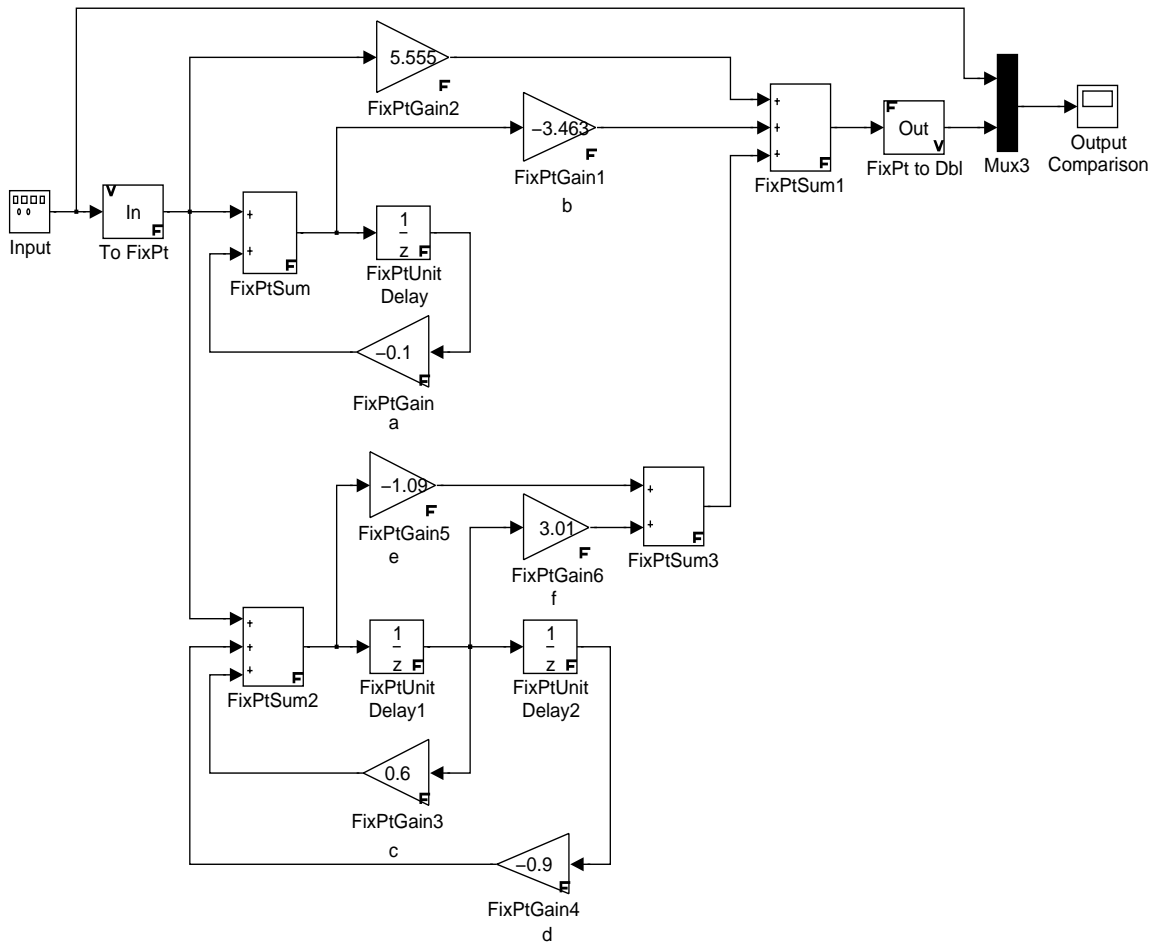 5.555
F
FixPtGain2
−3.463
F
FixPtGain1
b
+
+
+
F
FixPtSum1
F
Out
V
FixPt to Dbl
Mux3
Output
Comparison
Input
V
In
F
To FixPt
+
+
F
FixPtSum
1
z
F
FixPtUnit
Delay
−0.1
F
FixPtGain
a
−1.09
F
FixPtGain5
e
3.01
F
FixPtGain6
f
+
+
F
FixPtSum3
+
+
+
F
FixPtSum2
1
z
F
FixPtUnit
Delay1
1
z
F
FixPtUnit
Delay2
0.6
F
FixPtGain3
c
−0.9
F
FixPtGain4
d